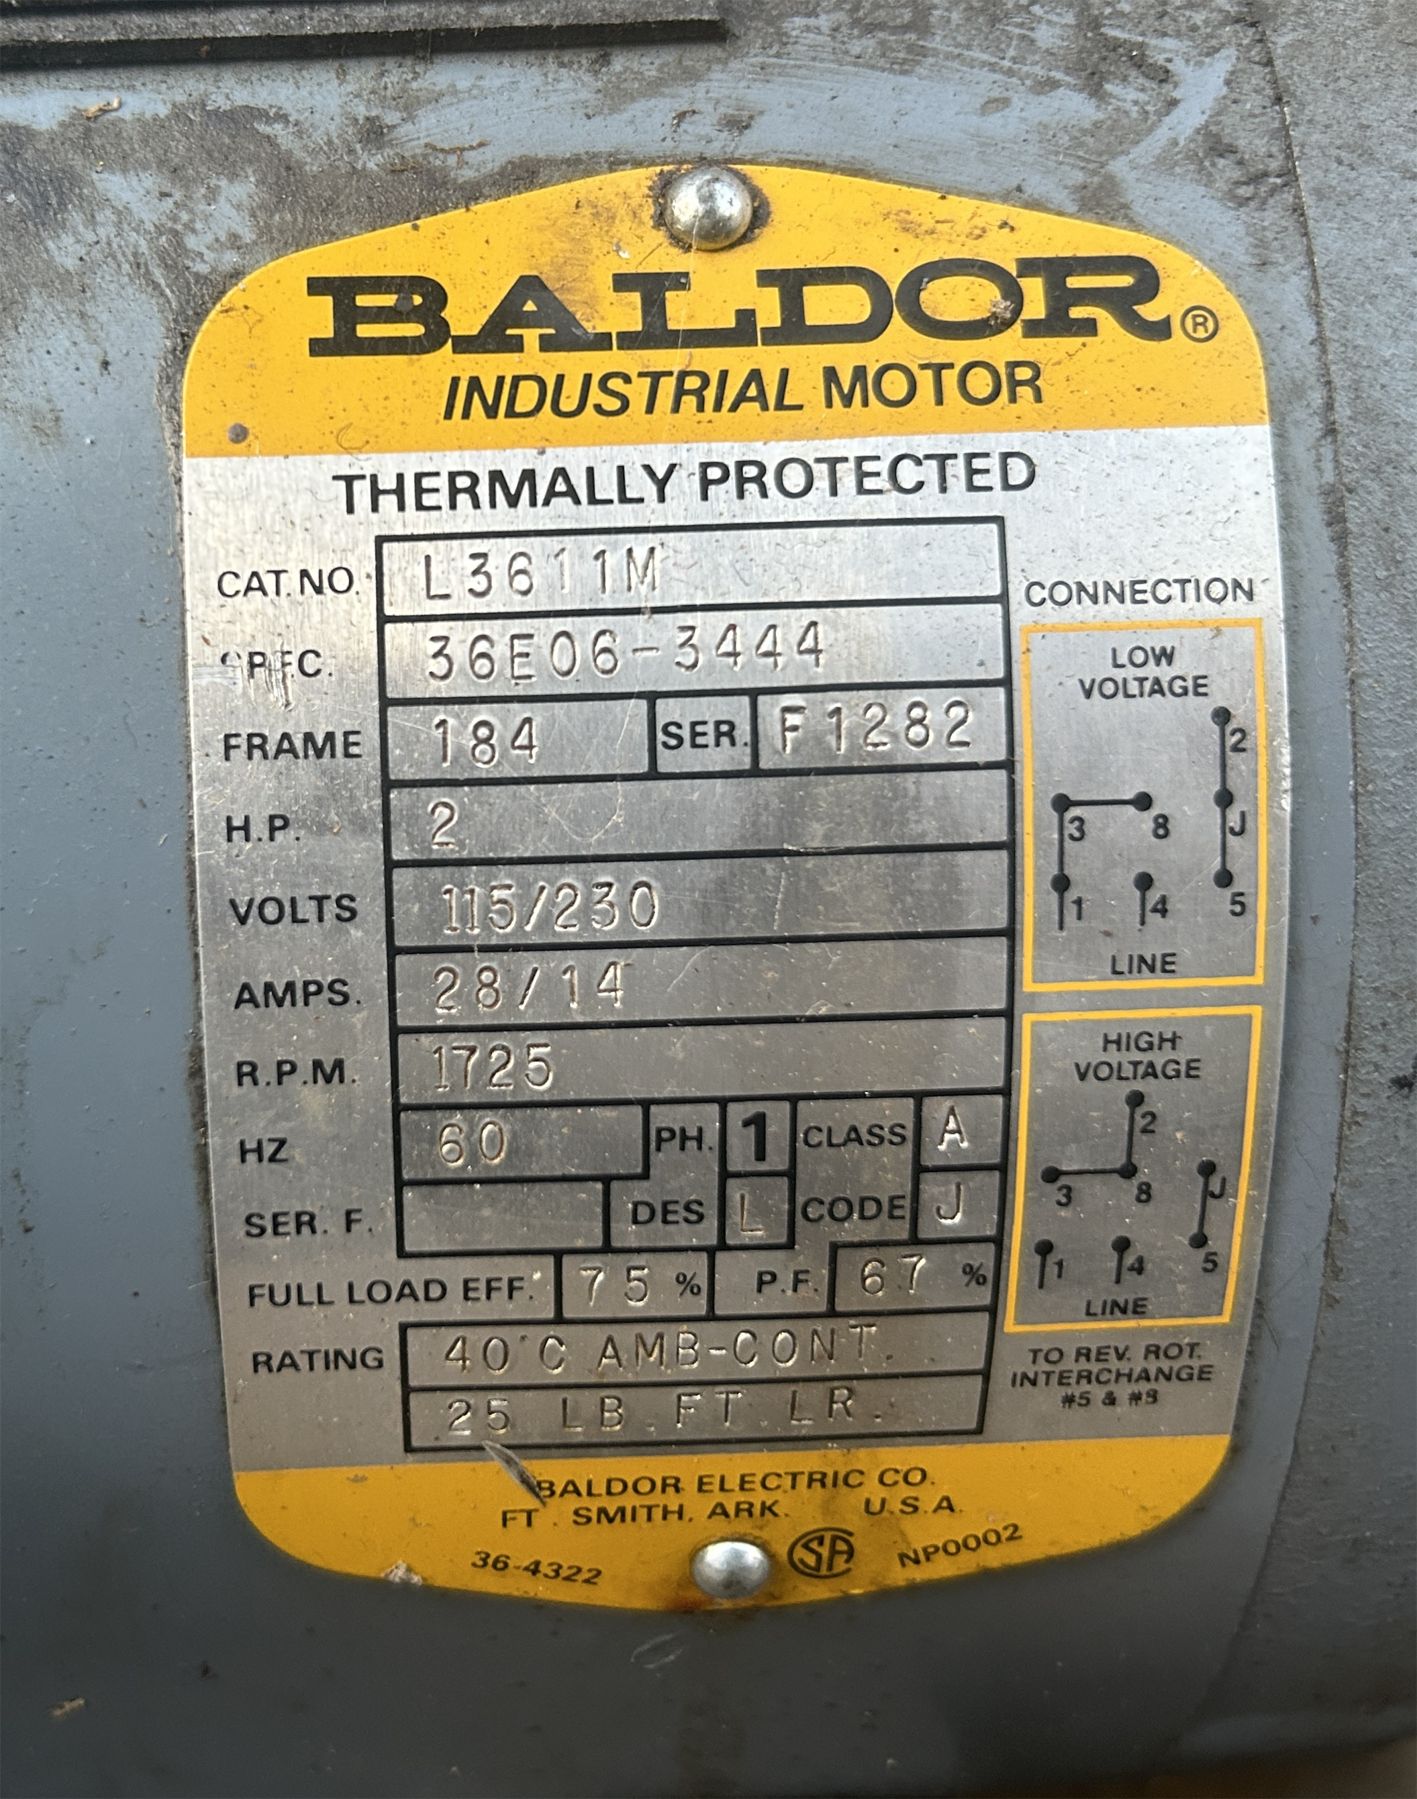 BALDOR®
INDUSTRIAL MOTOR
THERMALLY PROTECTED
CAT. NO. L3611M
SPEC. 36E06-3444
FRAME 184 SER. F1282
H.P. 2
VOLTS 115/230
AMPS. 28/14
R.P.M. 1725
HZ 60 PH. 1 CLASS A
SER. F. DES L CODE J
FULL LOAD EFF. 75 % P.F. 67 %
RATING 40°C AMB-CONT.
25 LB.FT.LR.
CONNECTION
LOW
VOLTAGE
2
3 8 J
1 4 5
LINE
HIGH
VOLTAGE
2
3 8 J
1 4 5
LINE
TO REV. ROT.
INTERCHANGE
#5 & #8
BALDOR ELECTRIC CO.
FT. SMITH, ARK. U.S.A.
36-4322 SA NP0002